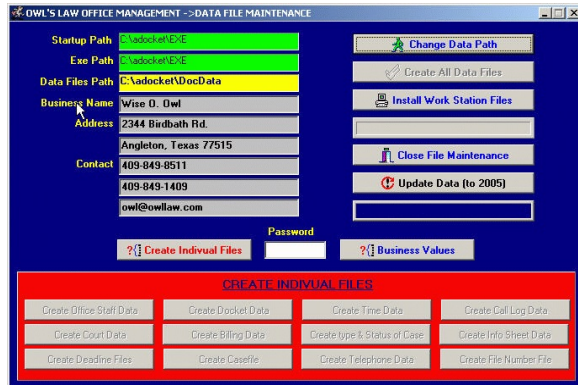 OWL'S LAW OFFICE MANAGEMENT ->DATA FILE MAINTENANCE
Startup Path C:\adocket\EXE
Exe Path C:\adocket\EXE
Data Files Path C:\adocket\DocData
Business Name Wise O. Owl
Address 2344 Birdbath Rd.
Angleton, Texas 77515
Contact 409-849-8511
409-849-1409
owl@owllaw.com
Change Data Path
Create All Data Files
Install Work Station Files
Close File Maintenance
Update Data (to 2005)
Password
?{} Create Indivual Files ?{} Business Values
CREATE INDIVUAL FILES
Create Office Staff Data Create Docket Data Create Time Data Create Call Log Data
Create Court Data Create Billing Data Create type & Status of Case Create Info Sheet Data
Create Deadline Files Create Casefile Create Telephone Data Create File Number File